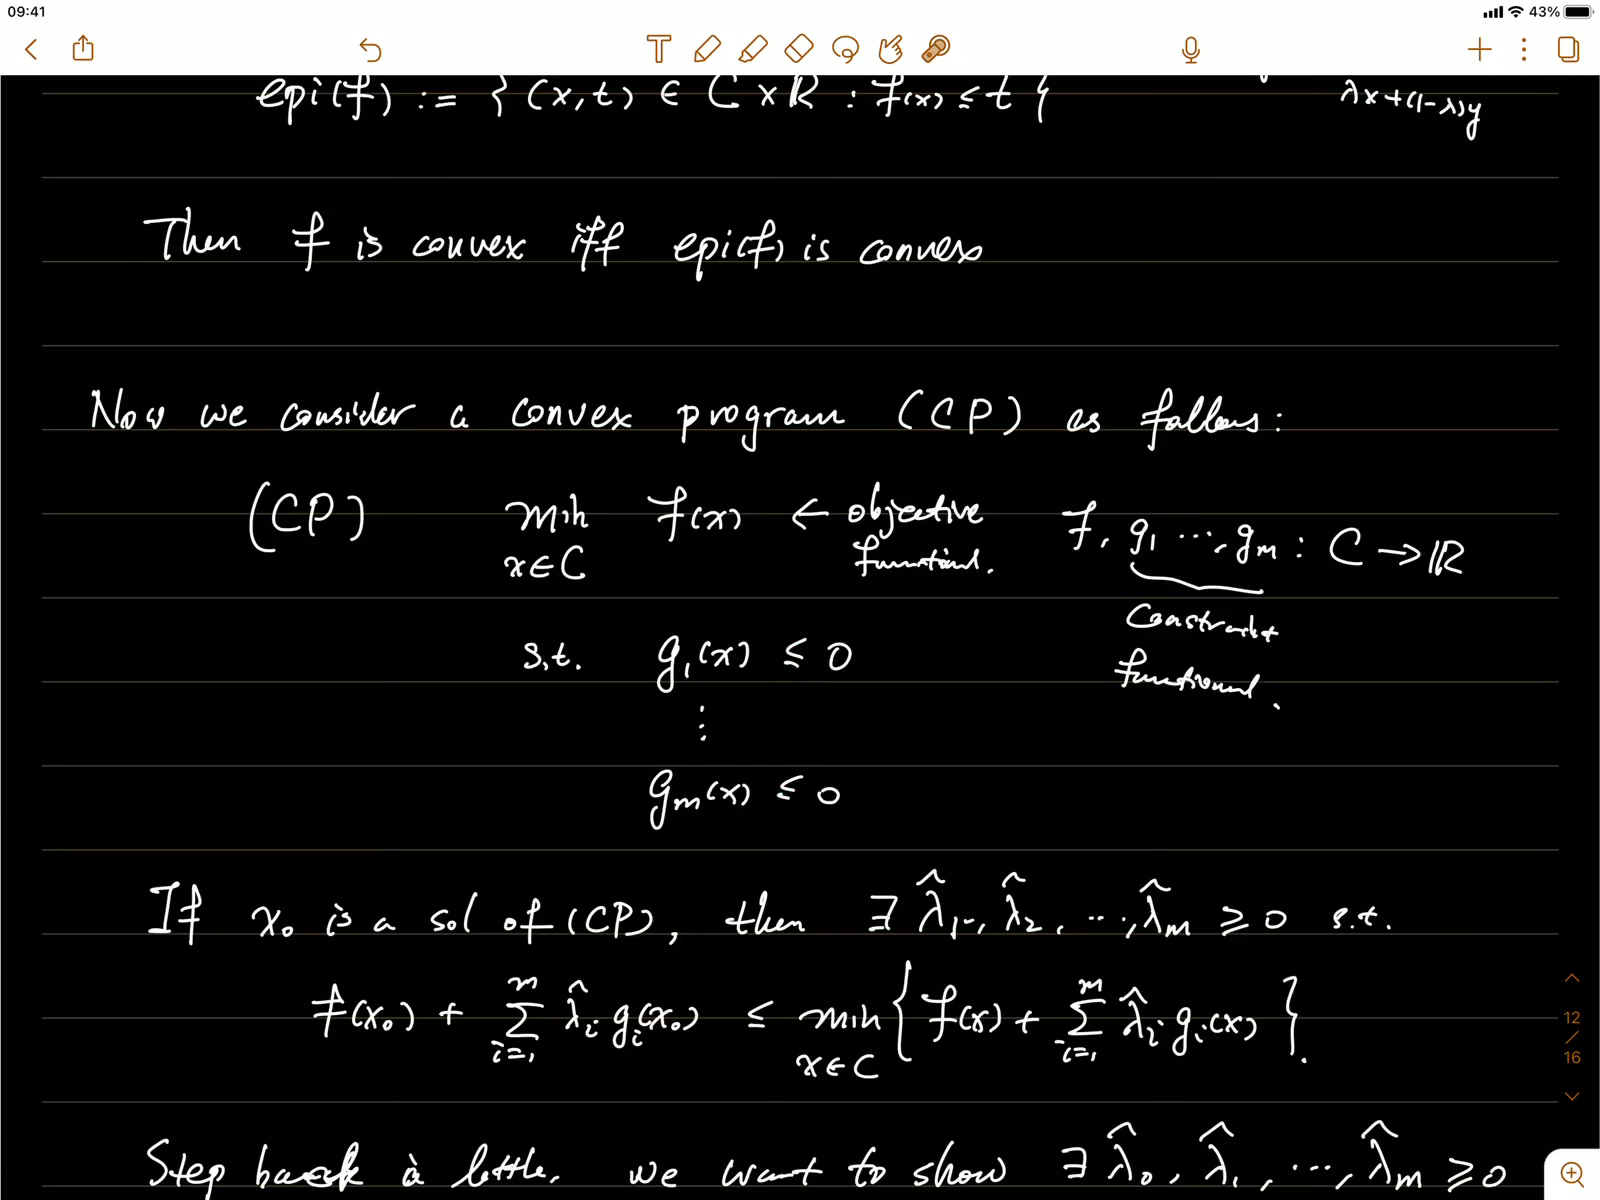 09:41 43%
epi(f) := { (x,t) ∈ C × ℝ : f(x) ≤ t } λx+(1-λ)y
Then f is convex iff epi(f) is convex
Now we consider a convex program (CP) as follows:
(CP) min f(x) ← objective f, g₁ ⋯, gₘ : C → ℝ
x∈C functional.
constraint
s.t. g₁(x) ≤ 0
functional.
⋮
gₘ(x) ≤ 0
If x₀ is a sol of (CP), then ∃ λ̂₁, λ̂₂, ⋯, λ̂ₘ ≥ 0 s.t.
f(x₀) + ∑_{i=1}^{m} λ̂ᵢ gᵢ(x₀) ≤ min_{x∈C} { f(x) + ∑_{i=1}^{m} λ̂ᵢ gᵢ(x) }.
12
/
16
Step back a little, we want to show ∃ λ̂₀, λ̂₁, ⋯, λ̂ₘ ≥ 0